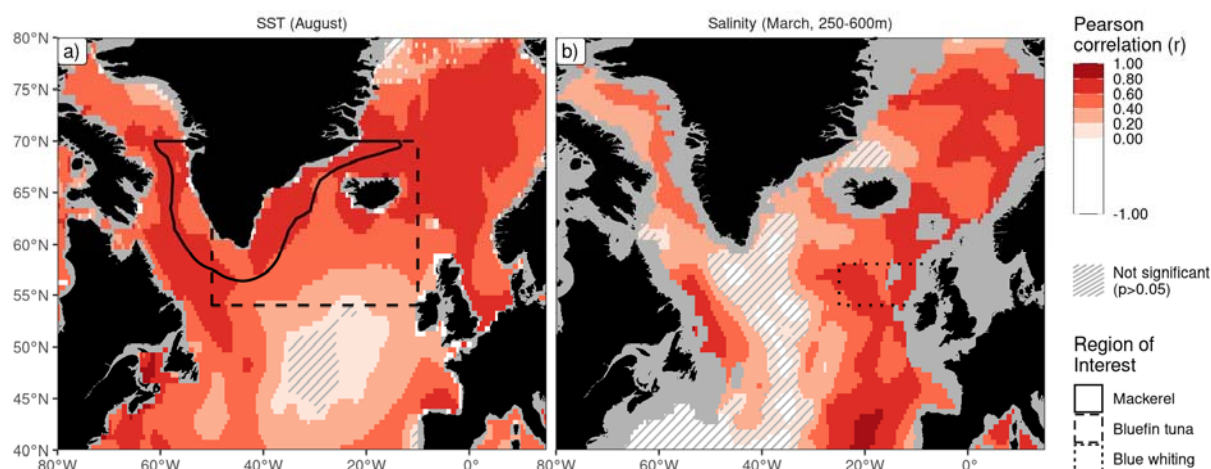 SST (August)
Salinity (March, 250-600m)
a)
b)
80°N
75°N
70°N
65°N
60°N
55°N
50°N
45°N
40°N
80°W
60°W
40°W
20°W
0°
80°W
60°W
40°W
20°W
0°
Pearson
correlation (r)
1.00
0.80
0.60
0.40
0.20
0.00
-1.00
Not significant
(p>0.05)
Region of
Interest
Mackerel
Bluefin tuna
Blue whiting